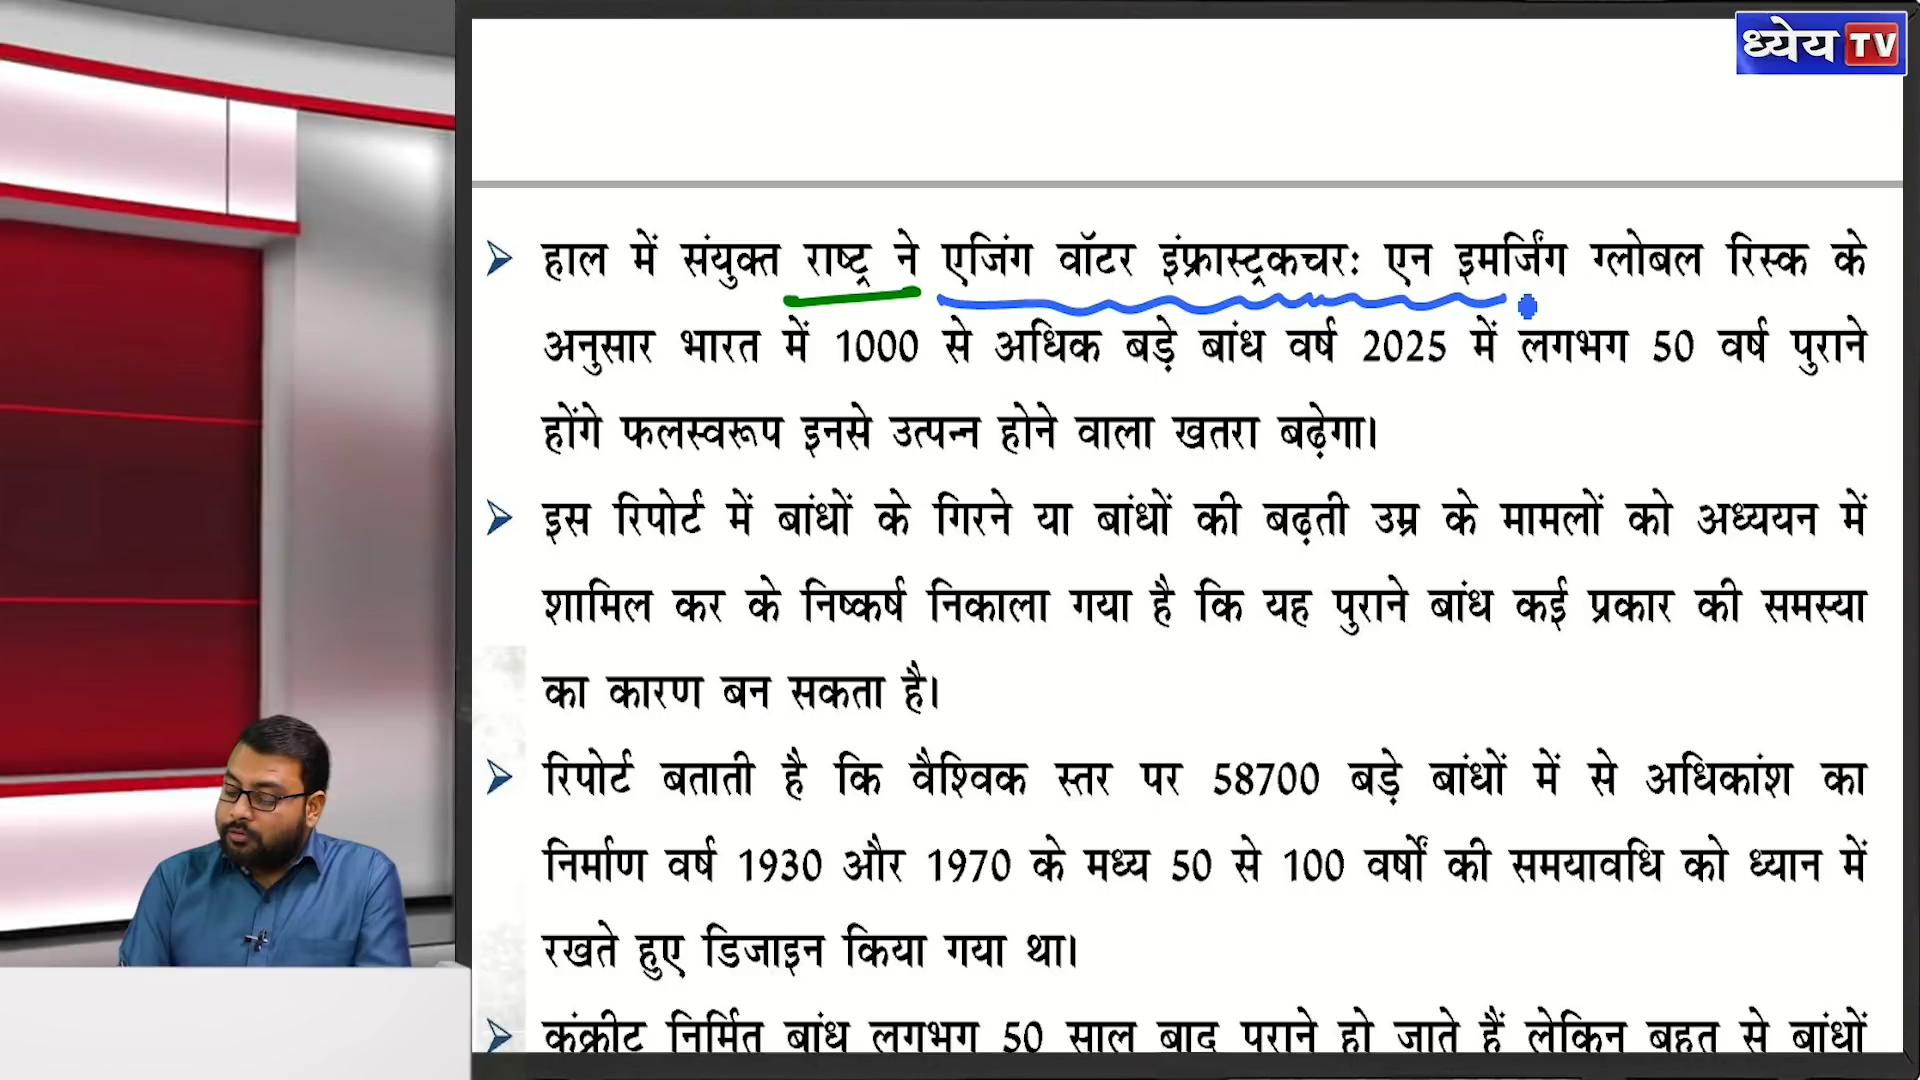 ध्येय TV
हाल में संयुक्त राष्ट्र ने एजिंग वॉटर इंफ्रास्ट्रकचर: एन इमर्जिंग ग्लोबल रिस्क के
अनुसार भारत में 1000 से अधिक बड़े बांध वर्ष 2025 में लगभग 50 वर्ष पुराने
होंगे फलस्वरूप इनसे उत्पन्न होने वाला खतरा बढ़ेगा।
इस रिपोर्ट में बांधों के गिरने या बांधों की बढ़ती उम्र के मामलों को अध्ययन में
शामिल कर के निष्कर्ष निकाला गया है कि यह पुराने बांध कई प्रकार की समस्या
का कारण बन सकता है।
रिपोर्ट बताती है कि वैश्विक स्तर पर 58700 बड़े बांधों में से अधिकांश का
निर्माण वर्ष 1930 और 1970 के मध्य 50 से 100 वर्षों की समयावधि को ध्यान में
रखते हुए डिजाइन किया गया था।
कंक्रीट निर्मित बांध लगभग 50 साल बाद पुराने हो जाते हैं लेकिन बहुत से बांधों